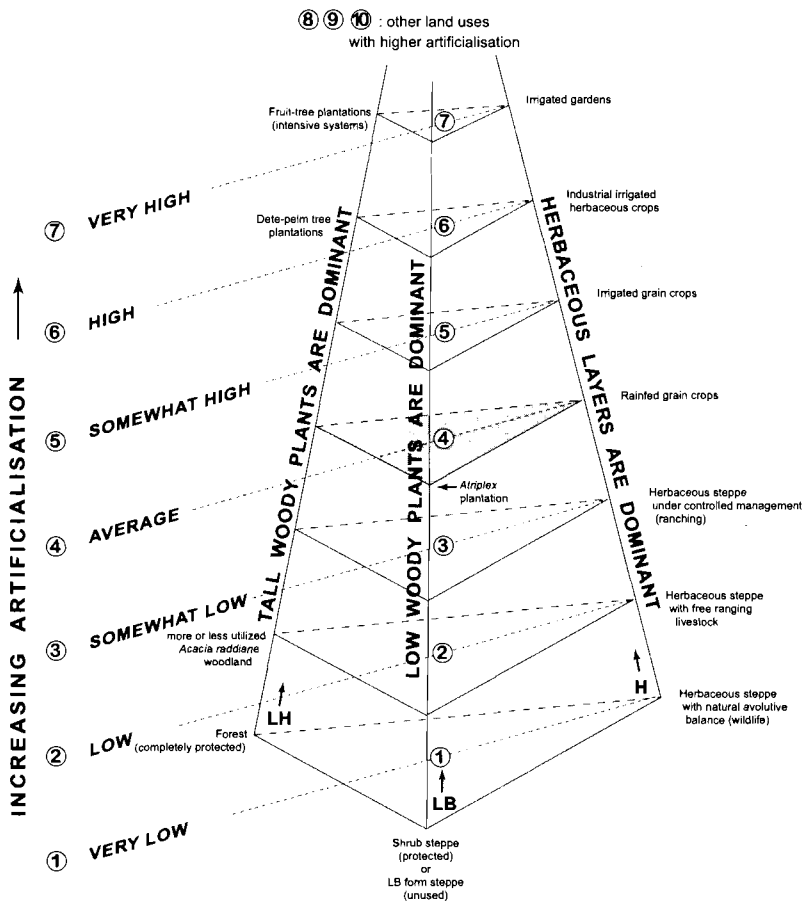 ⑧ ⑨ ⑩ : other land uses
with higher artificialisation
Fruit-tree plantations
(intensive systems)
⑦
Irrigated gardens
⑦ VERY HIGH
Dete-pelm tree
plantations
⑥
Industrial irrigated
herbaceous crops
⑥ HIGH
⑤
Irrigated grain crops
⑤ SOMEWHAT HIGH
④
Rainfed grain crops
Atriplex
plantation
④ AVERAGE
③
Herbaceous steppe
under controlled management
(ranching)
③ SOMEWHAT LOW
more or less utilized
Acacia raddiane
woodland
②
Herbaceous steppe
with free ranging
livestock
INCREASING ARTIFICIALISATION
TALL WOODY PLANTS ARE DOMINANT
LOW WOODY PLANTS ARE DOMINANT
HERBACEOUS LAYERS ARE DOMINANT
LH
H
② LOW
Forest
(completely protected)
Herbaceous steppe
with natural avolutive
balance (wildlife)
①
LB
① VERY LOW
Shrub steppe
(protected)
or
LB form steppe
(unused)